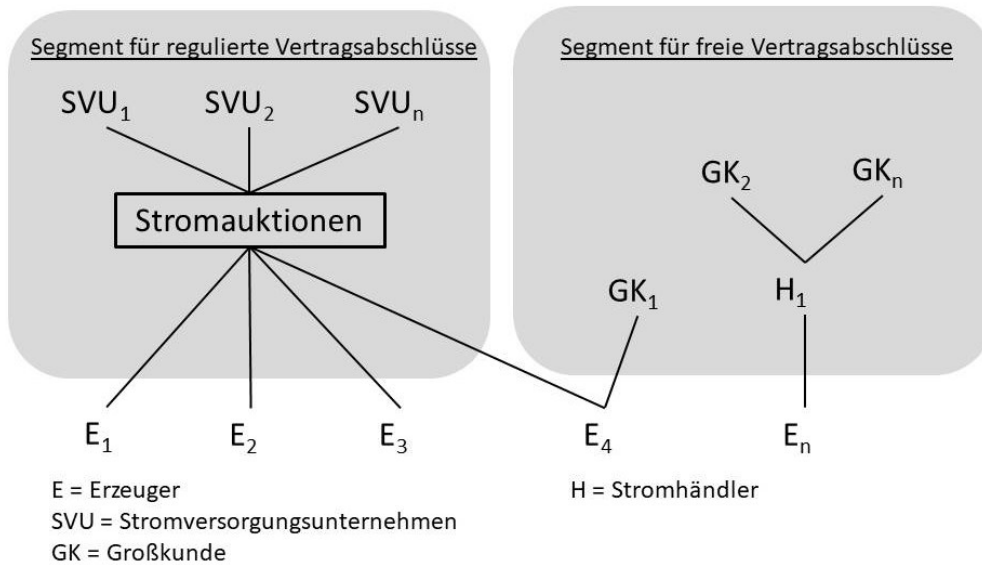 Segment für regulierte Vertragsabschlüsse
Segment für freie Vertragsabschlüsse
SVU₁ SVU₂ SVUₙ
GK₂ GKₙ
Stromauktionen
GK₁ H₁
E₁ E₂ E₃ E₄ Eₙ
E = Erzeuger
SVU = Stromversorgungsunternehmen
GK = Großkunde
H = Stromhändler